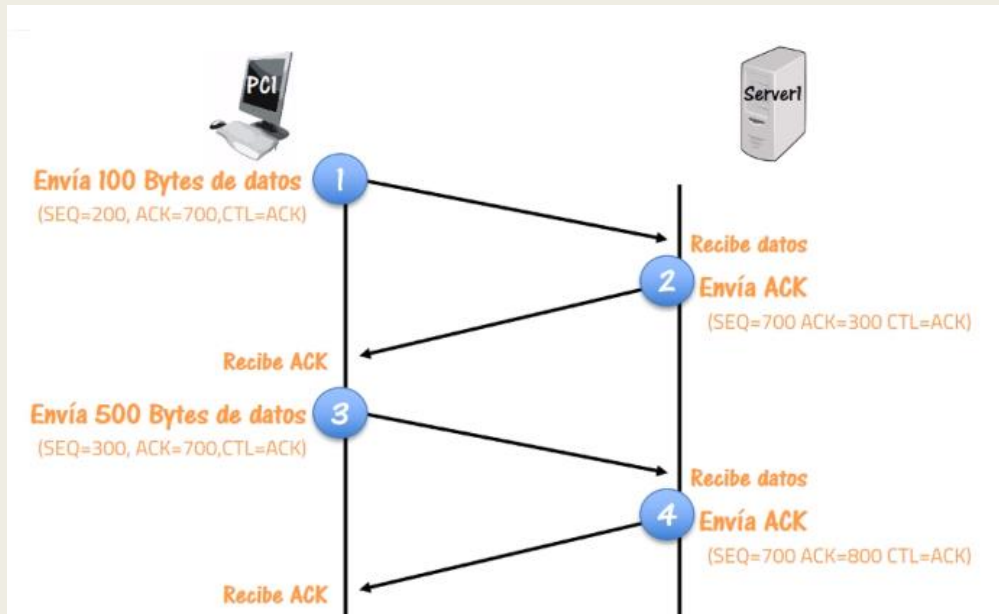 PC1
Server1
Envía 100 Bytes de datos
1
(SEQ=200, ACK=700,CTL=ACK)
Recibe datos
2
Envía ACK
(SEQ=700 ACK=300 CTL=ACK)
Recibe ACK
Envía 500 Bytes de datos
3
(SEQ=300, ACK=700,CTL=ACK)
Recibe datos
4
Envía ACK
(SEQ=700 ACK=800 CTL=ACK)
Recibe ACK